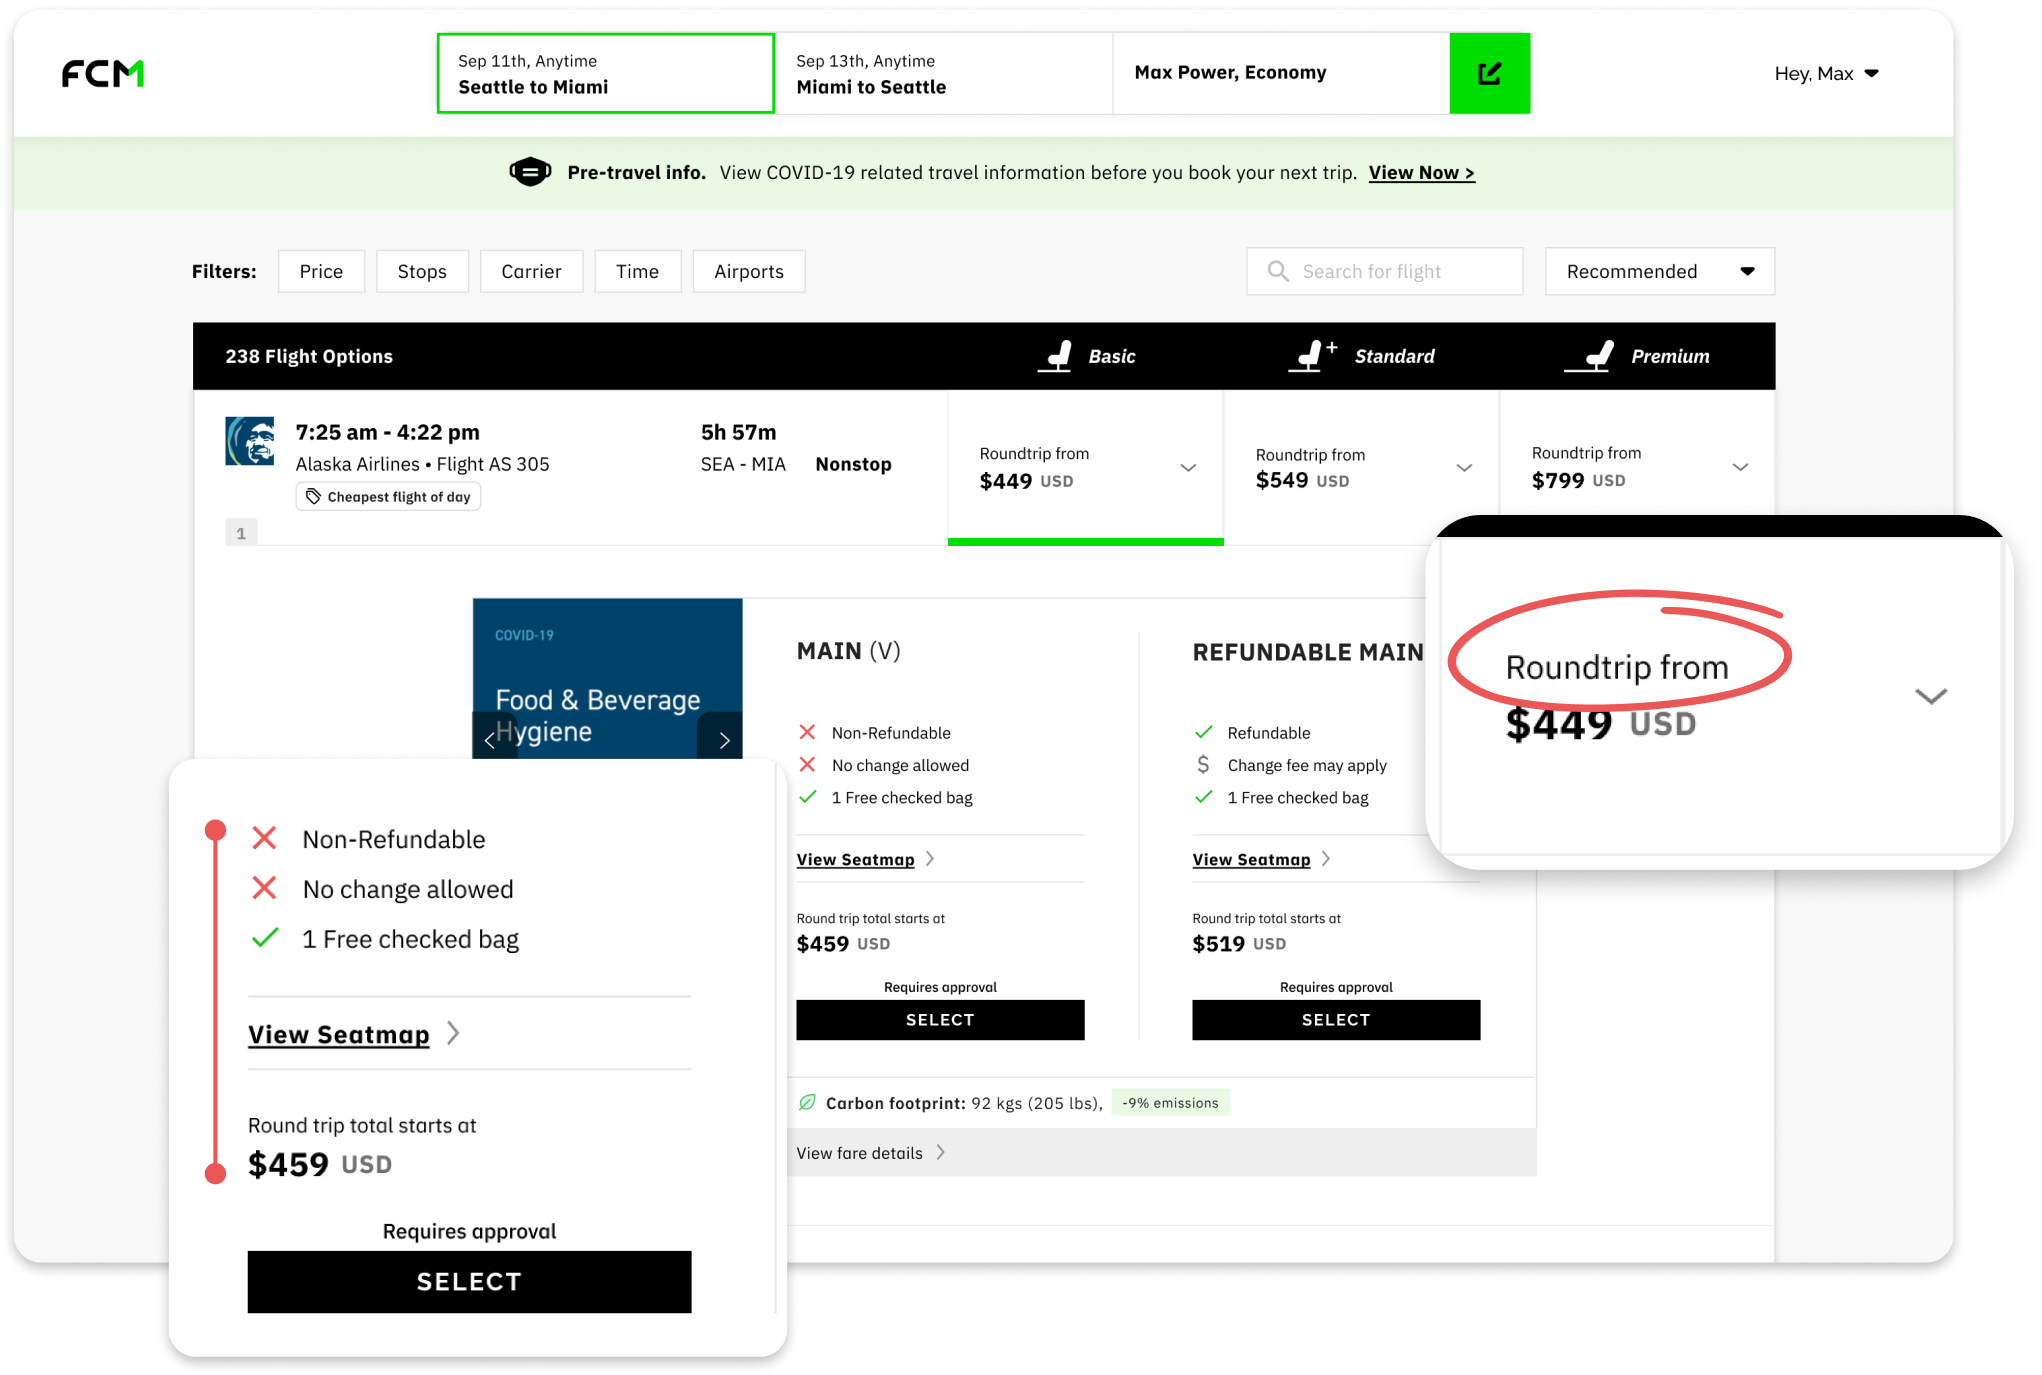 FCM
Sep 11th, Anytime
Seattle to Miami
Sep 13th, Anytime
Miami to Seattle
Max Power, Economy
Hey, Max
Pre-travel info. View COVID-19 related travel information before you book your next trip. View Now >
Filters:
Price
Stops
Carrier
Time
Airports
Search for flight
Recommended
238 Flight Options
Basic
Standard
Premium
7:25 am - 4:22 pm
Alaska Airlines • Flight AS 305
Cheapest flight of day
1
5h 57m
SEA - MIA
Nonstop
Roundtrip from
$449 USD
Roundtrip from
$549 USD
Roundtrip from
$799 USD
COVID-19
Food & Beverage
Hygiene
MAIN (V)
Non-Refundable
No change allowed
1 Free checked bag
View Seatmap
Round trip total starts at
$459 USD
Requires approval
SELECT
REFUNDABLE MAIN
Refundable
$ Change fee may apply
1 Free checked bag
View Seatmap
Round trip total starts at
$519 USD
Requires approval
SELECT
Carbon footprint: 92 kgs (205 lbs),
-9% emissions
View fare details
Roundtrip from
$449 USD
Non-Refundable
No change allowed
1 Free checked bag
View Seatmap
Round trip total starts at
$459 USD
Requires approval
SELECT